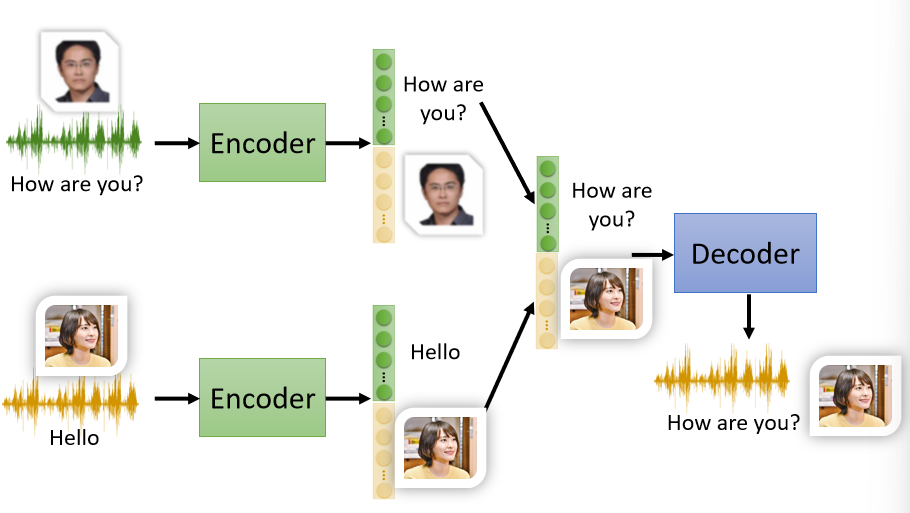 How are you?
Encoder
How are
you?
How are
you?
Decoder
How are you?
Hello
Encoder
Hello